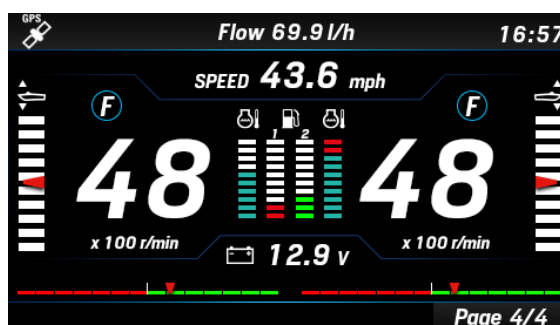 GPS
Flow 69.9 l/h
16:57
SPEED 43.6 mph
F
F
1 2
48
48
x 100 r/min
x 100 r/min
12.9 V
Page 4/4